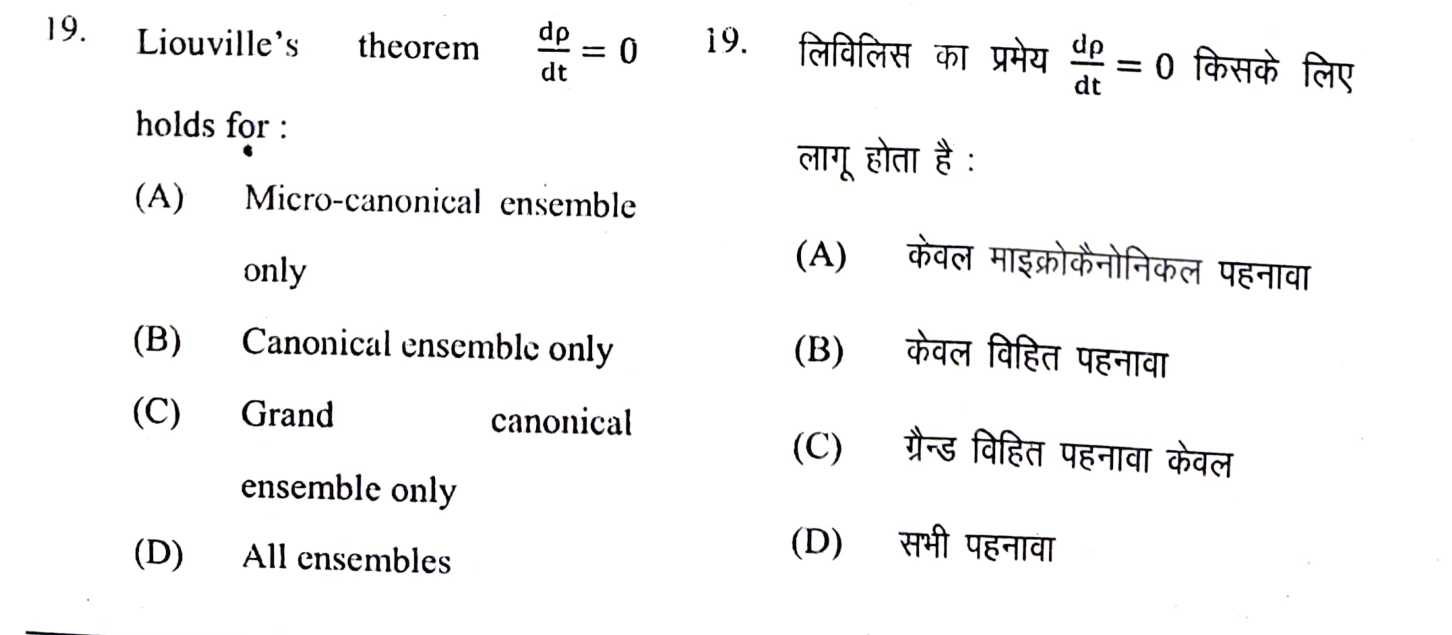 19. Liouville's theorem dρ/dt = 0
holds for :
(A) Micro-canonical ensemble
only
(B) Canonical ensemble only
(C) Grand canonical
ensemble only
(D) All ensembles
19. लिविलिस का प्रमेय dρ/dt = 0 किसके लिए
लागू होता है :
(A) केवल माइक्रोकैनोनिकल पहनावा
(B) केवल विहित पहनावा
(C) ग्रैन्ड विहित पहनावा केवल
(D) सभी पहनावा